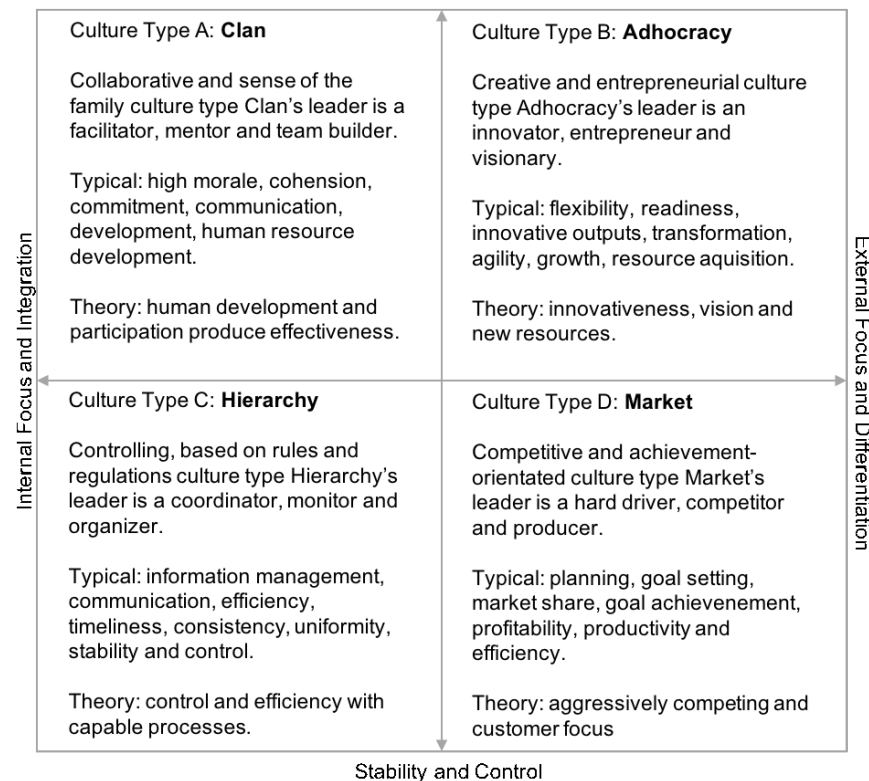 Culture Type A: Clan
Collaborative and sense of the
family culture type Clan’s leader is a
facilitator, mentor and team builder.
Typical: high morale, cohension,
commitment, communication,
development, human resource
development.
Theory: human development and
participation produce effectiveness.
Culture Type B: Adhocracy
Creative and entrepreneurial culture
type Adhocracy’s leader is an
innovator, entrepreneur and
visionary.
Typical: flexibility, readiness,
innovative outputs, transformation,
agility, growth, resource aquisition.
Theory: innovativeness, vision and
new resources.
Internal Focus and Integration
External Focus and Differentiation
Culture Type C: Hierarchy
Controlling, based on rules and
regulations culture type Hierarchy’s
leader is a coordinator, monitor and
organizer.
Typical: information management,
communication, efficiency,
timeliness, consistency, uniformity,
stability and control.
Theory: control and efficiency with
capable processes.
Culture Type D: Market
Competitive and achievement-
orientated culture type Market’s
leader is a hard driver, competitor
and producer.
Typical: planning, goal setting,
market share, goal achievenement,
profitability, productivity and
efficiency.
Theory: aggressively competing and
customer focus
Stability and Control